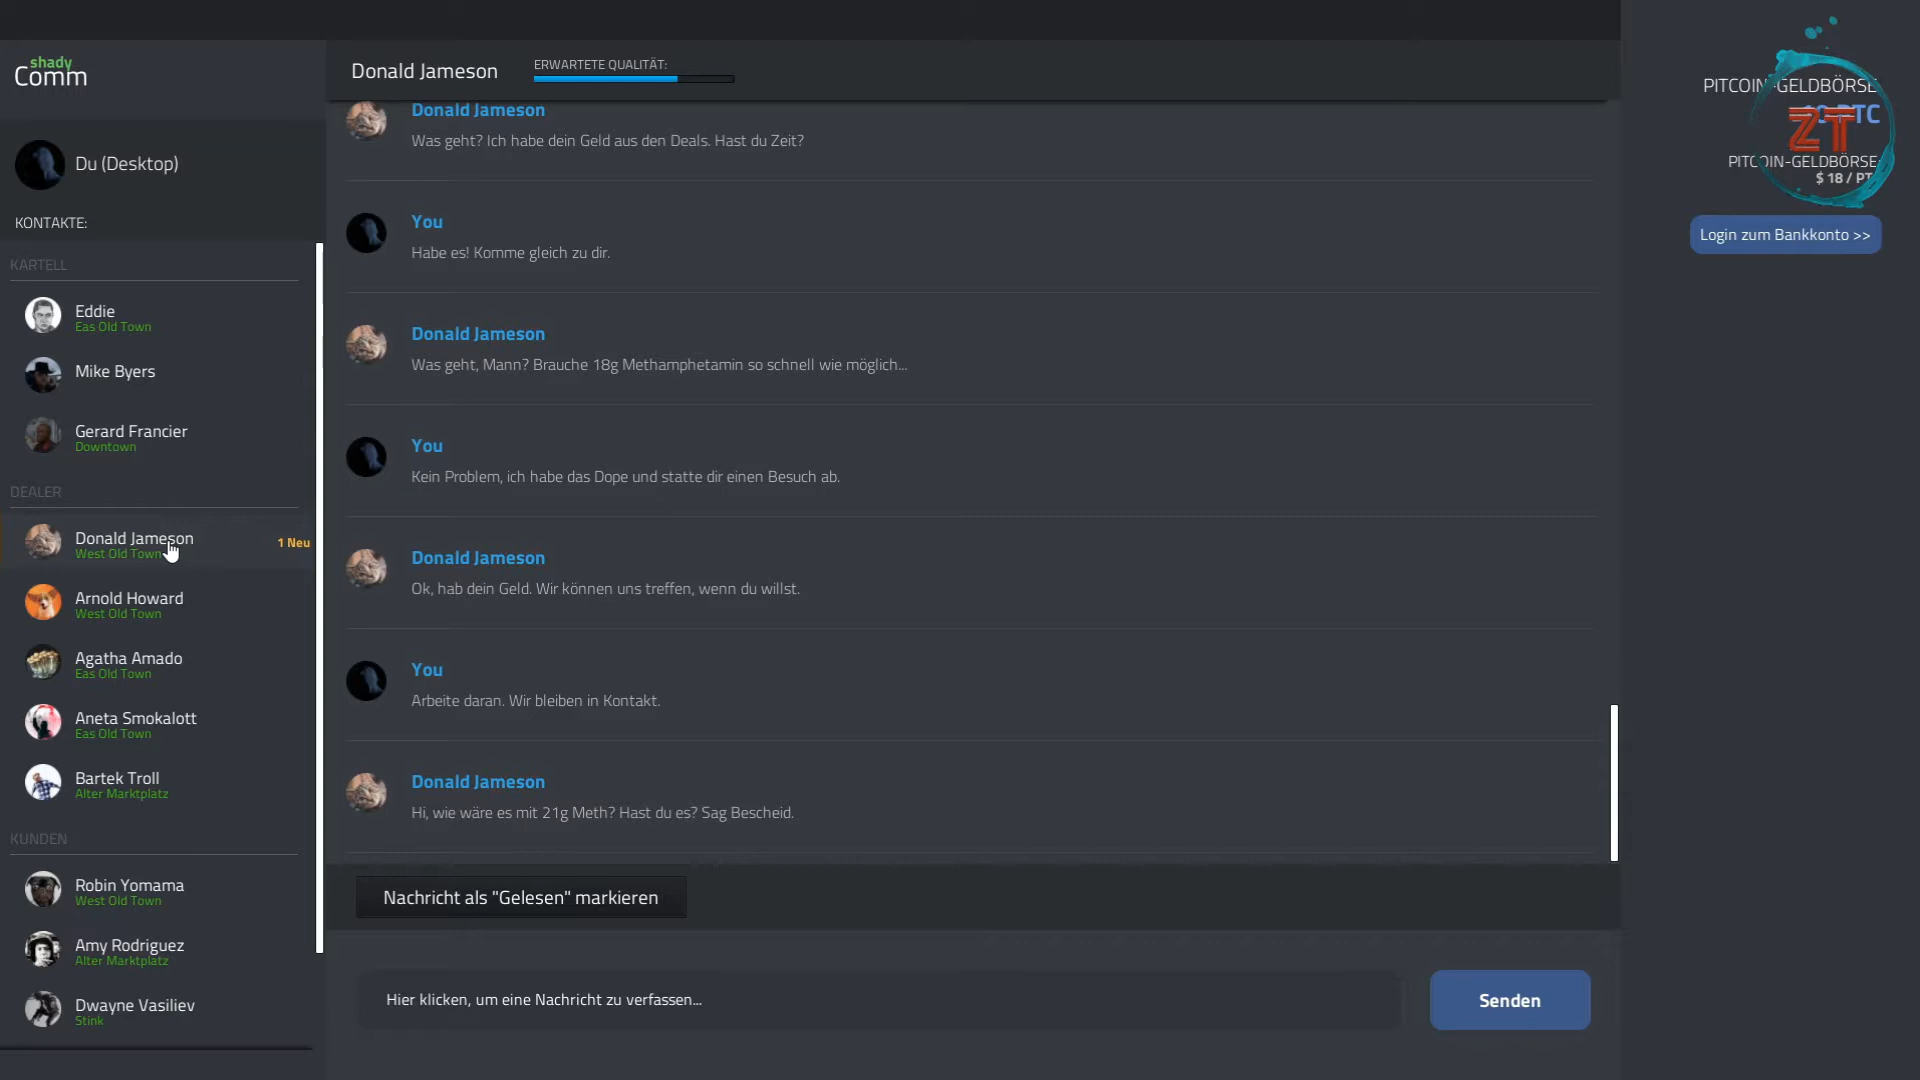 shady
Comm
Du (Desktop)
KONTAKTE:
KARTELL
Eddie
Eas Old Town
Mike Byers
Gerard Francier
Downtown
DEALER
Donald Jameson
West Old Town
1 Neu
Arnold Howard
West Old Town
Agatha Amado
Eas Old Town
Aneta Smokalott
Eas Old Town
Bartek Troll
Alter Marktplatz
KUNDEN
Robin Yomama
West Old Town
Amy Rodriguez
Alter Marktplatz
Dwayne Vasiliev
Stink
Donald Jameson
ERWARTETE QUALITÄT:
Donald Jameson
Was geht? Ich habe dein Geld aus den Deals. Hast du Zeit?
You
Habe es! Komme gleich zu dir.
Donald Jameson
Was geht, Mann? Brauche 18g Methamphetamin so schnell wie möglich...
You
Kein Problem, ich habe das Dope und statte dir einen Besuch ab.
Donald Jameson
Ok, hab dein Geld. Wir können uns treffen, wenn du willst.
You
Arbeite daran. Wir bleiben in Kontakt.
Donald Jameson
Hi, wie wäre es mit 21g Meth? Hast du es? Sag Bescheid.
Nachricht als "Gelesen" markieren
Hier klicken, um eine Nachricht zu verfassen...
Senden
PITCOIN-GELDBÖRSE
PTC
ZT
PITCOIN-GELDBÖRSE
$ 18 / PT
Login zum Bankkonto >>